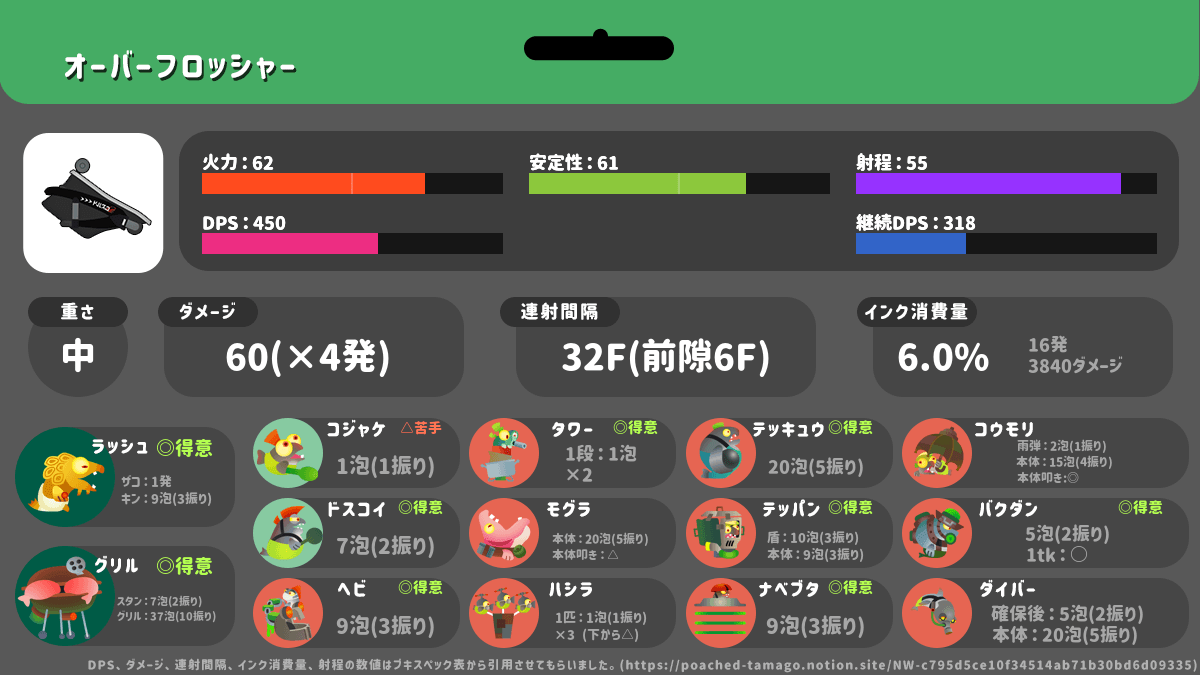 オーバーフロッシャー
火力：62
安定性：61
射程：55
DPS：450
継続DPS：318
>>>ドバスコ
重さ
中
ダメージ
60(×4発)
連射間隔
32F(前隙6F)
インク消費量
6.0%
16発
3840ダメージ
ラッシュ ◎得意
ザコ：1発
キン：9泡(3振り)
グリル ◎得意
スタン：7泡(2振り)
グリル：37泡(10振り)
コジャケ △苦手
1泡(1振り)
タワー ◎得意
1段：1泡
×2
テッキュウ ◎得意
20泡(5振り)
コウモリ
雨弾：2泡(1振り)
本体：15泡(4振り)
本体叩き:◎
ドスコイ ◎得意
7泡(2振り)
モグラ
本体：20泡(5振り)
本体叩き：△
テッパン ◎得意
盾：10泡(3振り)
本体：9泡(3振り)
バクダン ◎得意
5泡(2振り)
1tk：○
ヘビ ◎得意
9泡(3振り)
ハシラ
1匹：1泡(1振り)
×3 (下から△)
ナベブタ ◎得意
9泡(3振り)
ダイバー
確保後：5泡(2振り)
本体：20泡(5振り)
DPS、ダメージ、連射間隔、インク消費量、射程の数値はブキスペック表から引用させてもらいました。(https://poached-tamago.notion.site/NW-c795d5ce10f34514ab71b30bd6d09335)